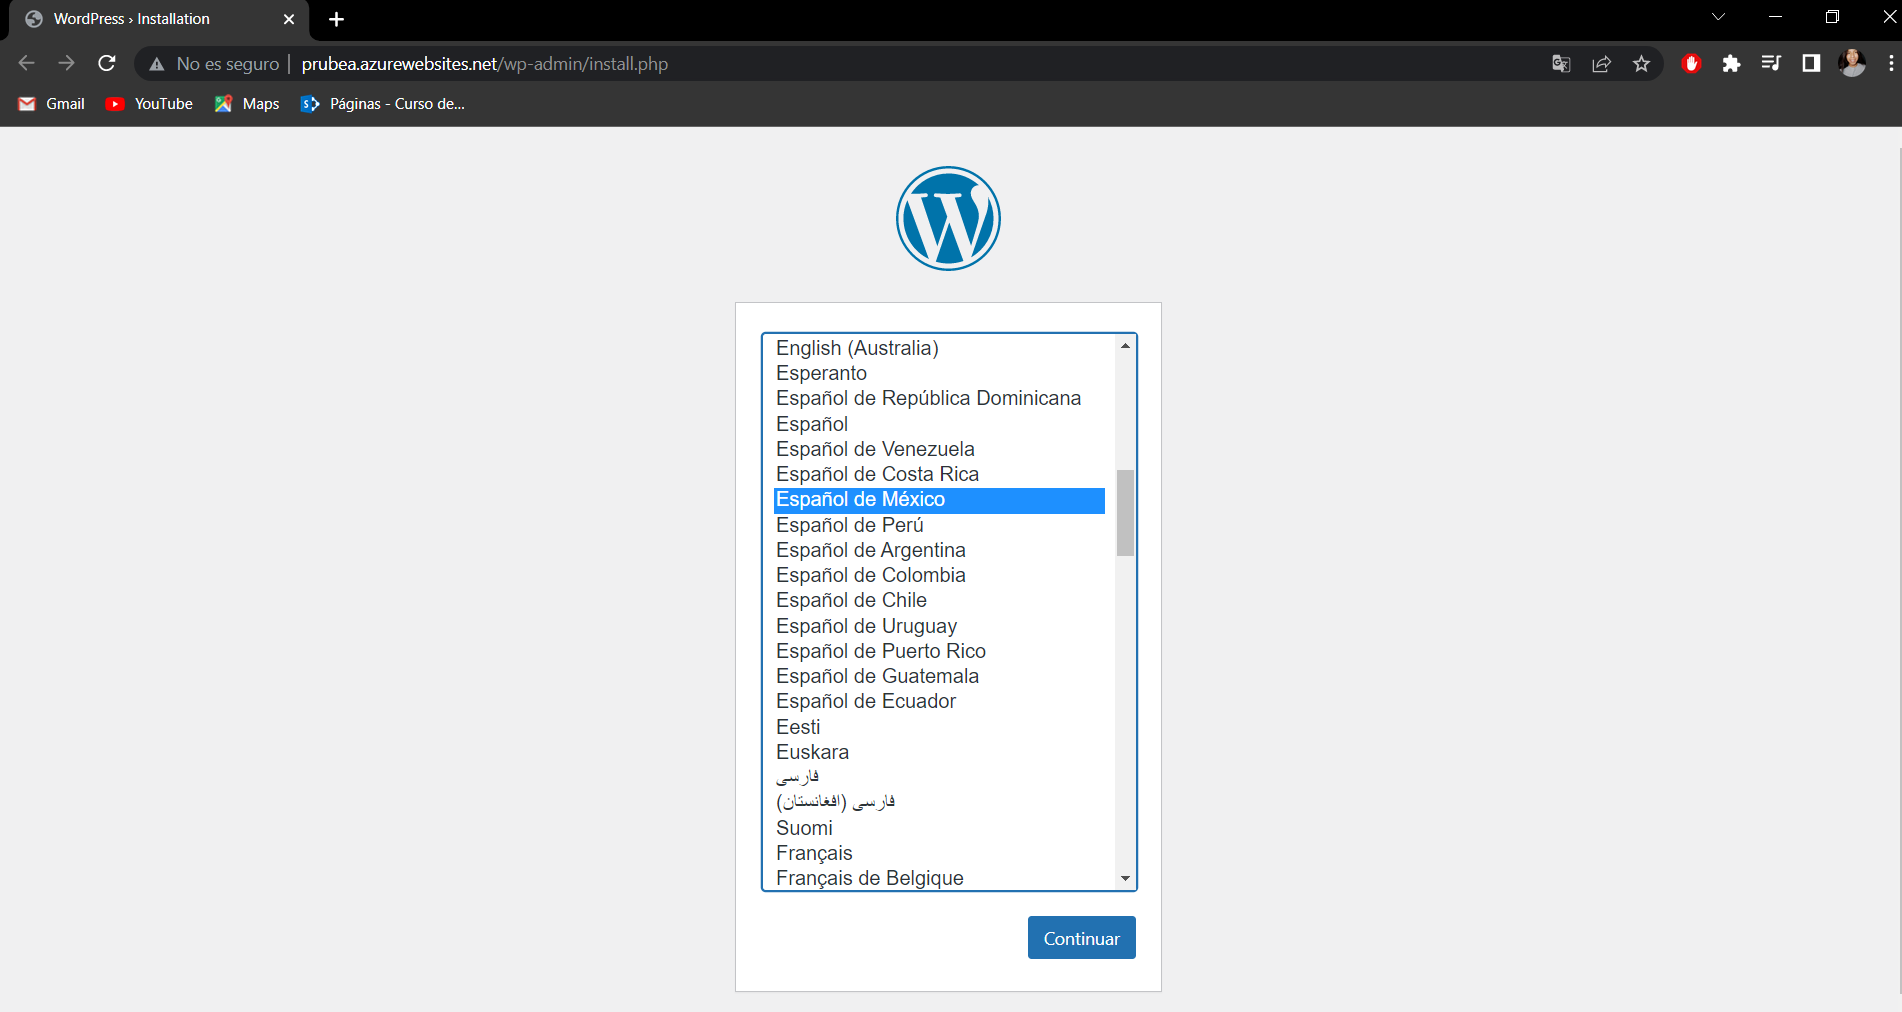 WordPress › Installation
No es seguro | prubea.azurewebsites.net/wp-admin/install.php
Gmail YouTube Maps Páginas - Curso de...
English (Australia)
Esperanto
Español de República Dominicana
Español
Español de Venezuela
Español de Costa Rica
Español de México
Español de Perú
Español de Argentina
Español de Colombia
Español de Chile
Español de Uruguay
Español de Puerto Rico
Español de Guatemala
Español de Ecuador
Eesti
Euskara
فارسی
فارسی (افغانستان)
Suomi
Français
Français de Belgique
Continuar